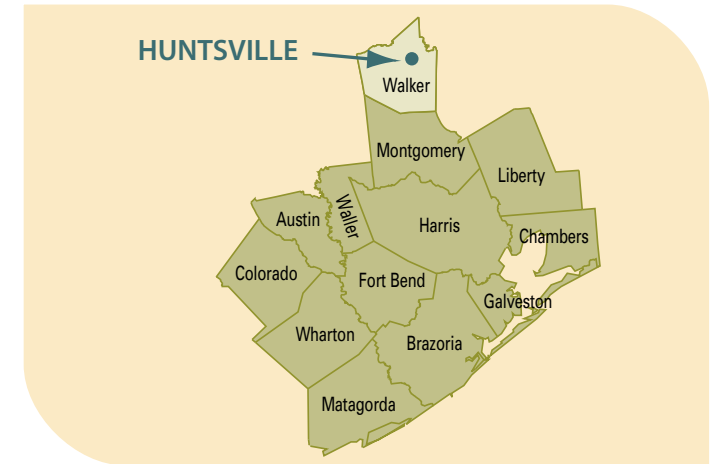 HUNTSVILLE
Walker
Montgomery
Liberty
Waller
Austin
Harris
Chambers
Colorado
Fort Bend
Galveston
Wharton
Brazoria
Matagorda